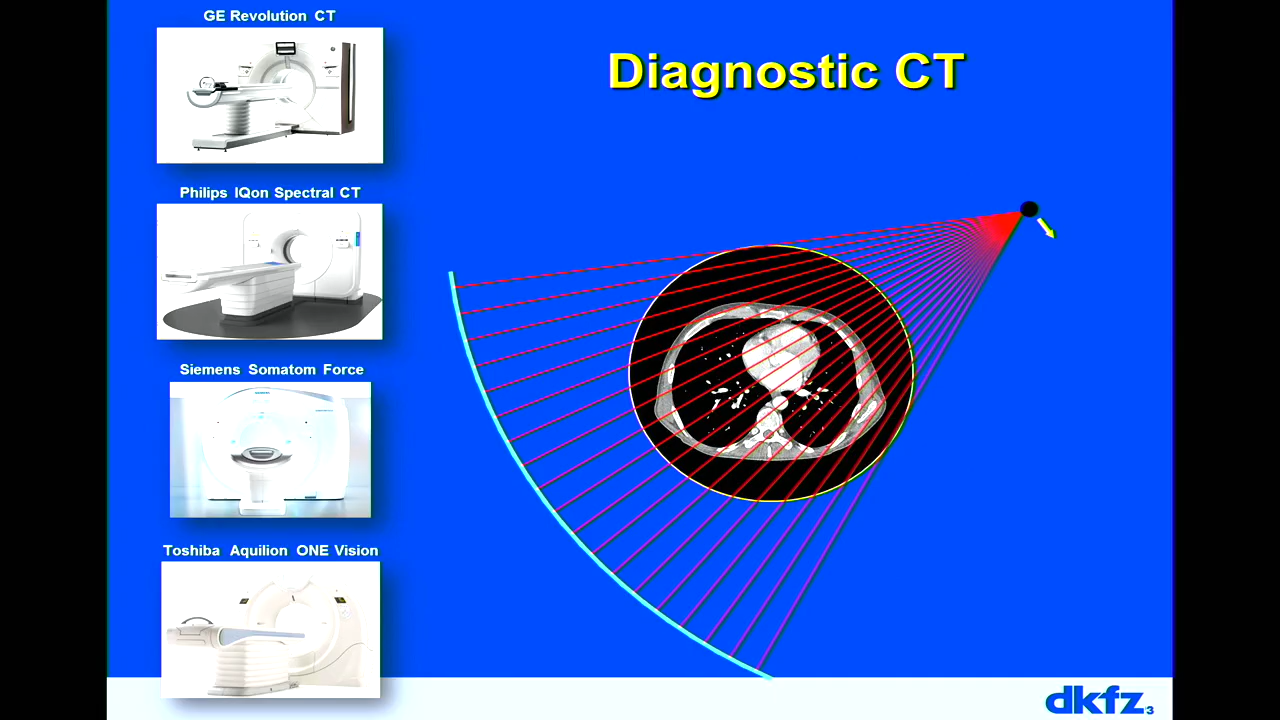 GE Revolution CT
Diagnostic CT
Philips IQon Spectral CT
Siemens Somatom Force
Toshiba Aquilion ONE Vision
dkfz. 3